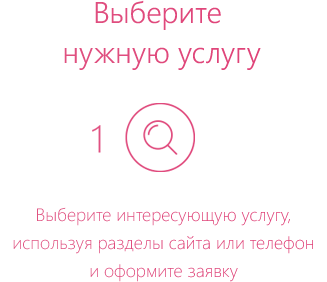 Выберите
нужную услугу
1
Выберите интересующую услугу,
используя разделы сайта или телефон
и оформите заявку